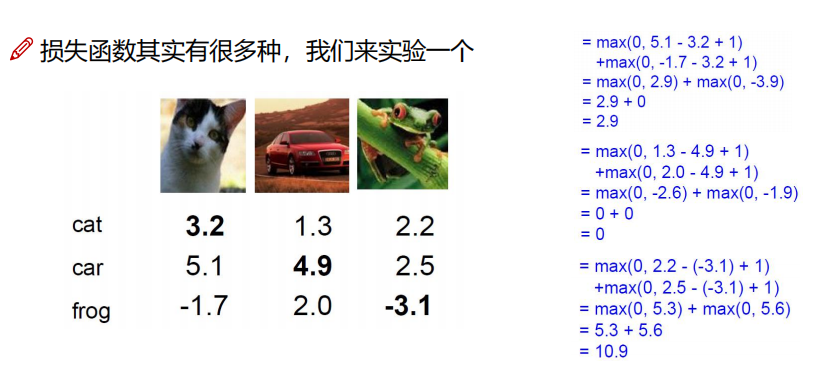 损失函数其实有很多种，我们来实验一个
cat 3.2 1.3 2.2
car 5.1 4.9 2.5
frog -1.7 2.0 -3.1
= max(0, 5.1 - 3.2 + 1)
+max(0, -1.7 - 3.2 + 1)
= max(0, 2.9) + max(0, -3.9)
= 2.9 + 0
= 2.9
= max(0, 1.3 - 4.9 + 1)
+max(0, 2.0 - 4.9 + 1)
= max(0, -2.6) + max(0, -1.9)
= 0 + 0
= 0
= max(0, 2.2 - (-3.1) + 1)
+max(0, 2.5 - (-3.1) + 1)
= max(0, 5.3) + max(0, 5.6)
= 5.3 + 5.6
= 10.9